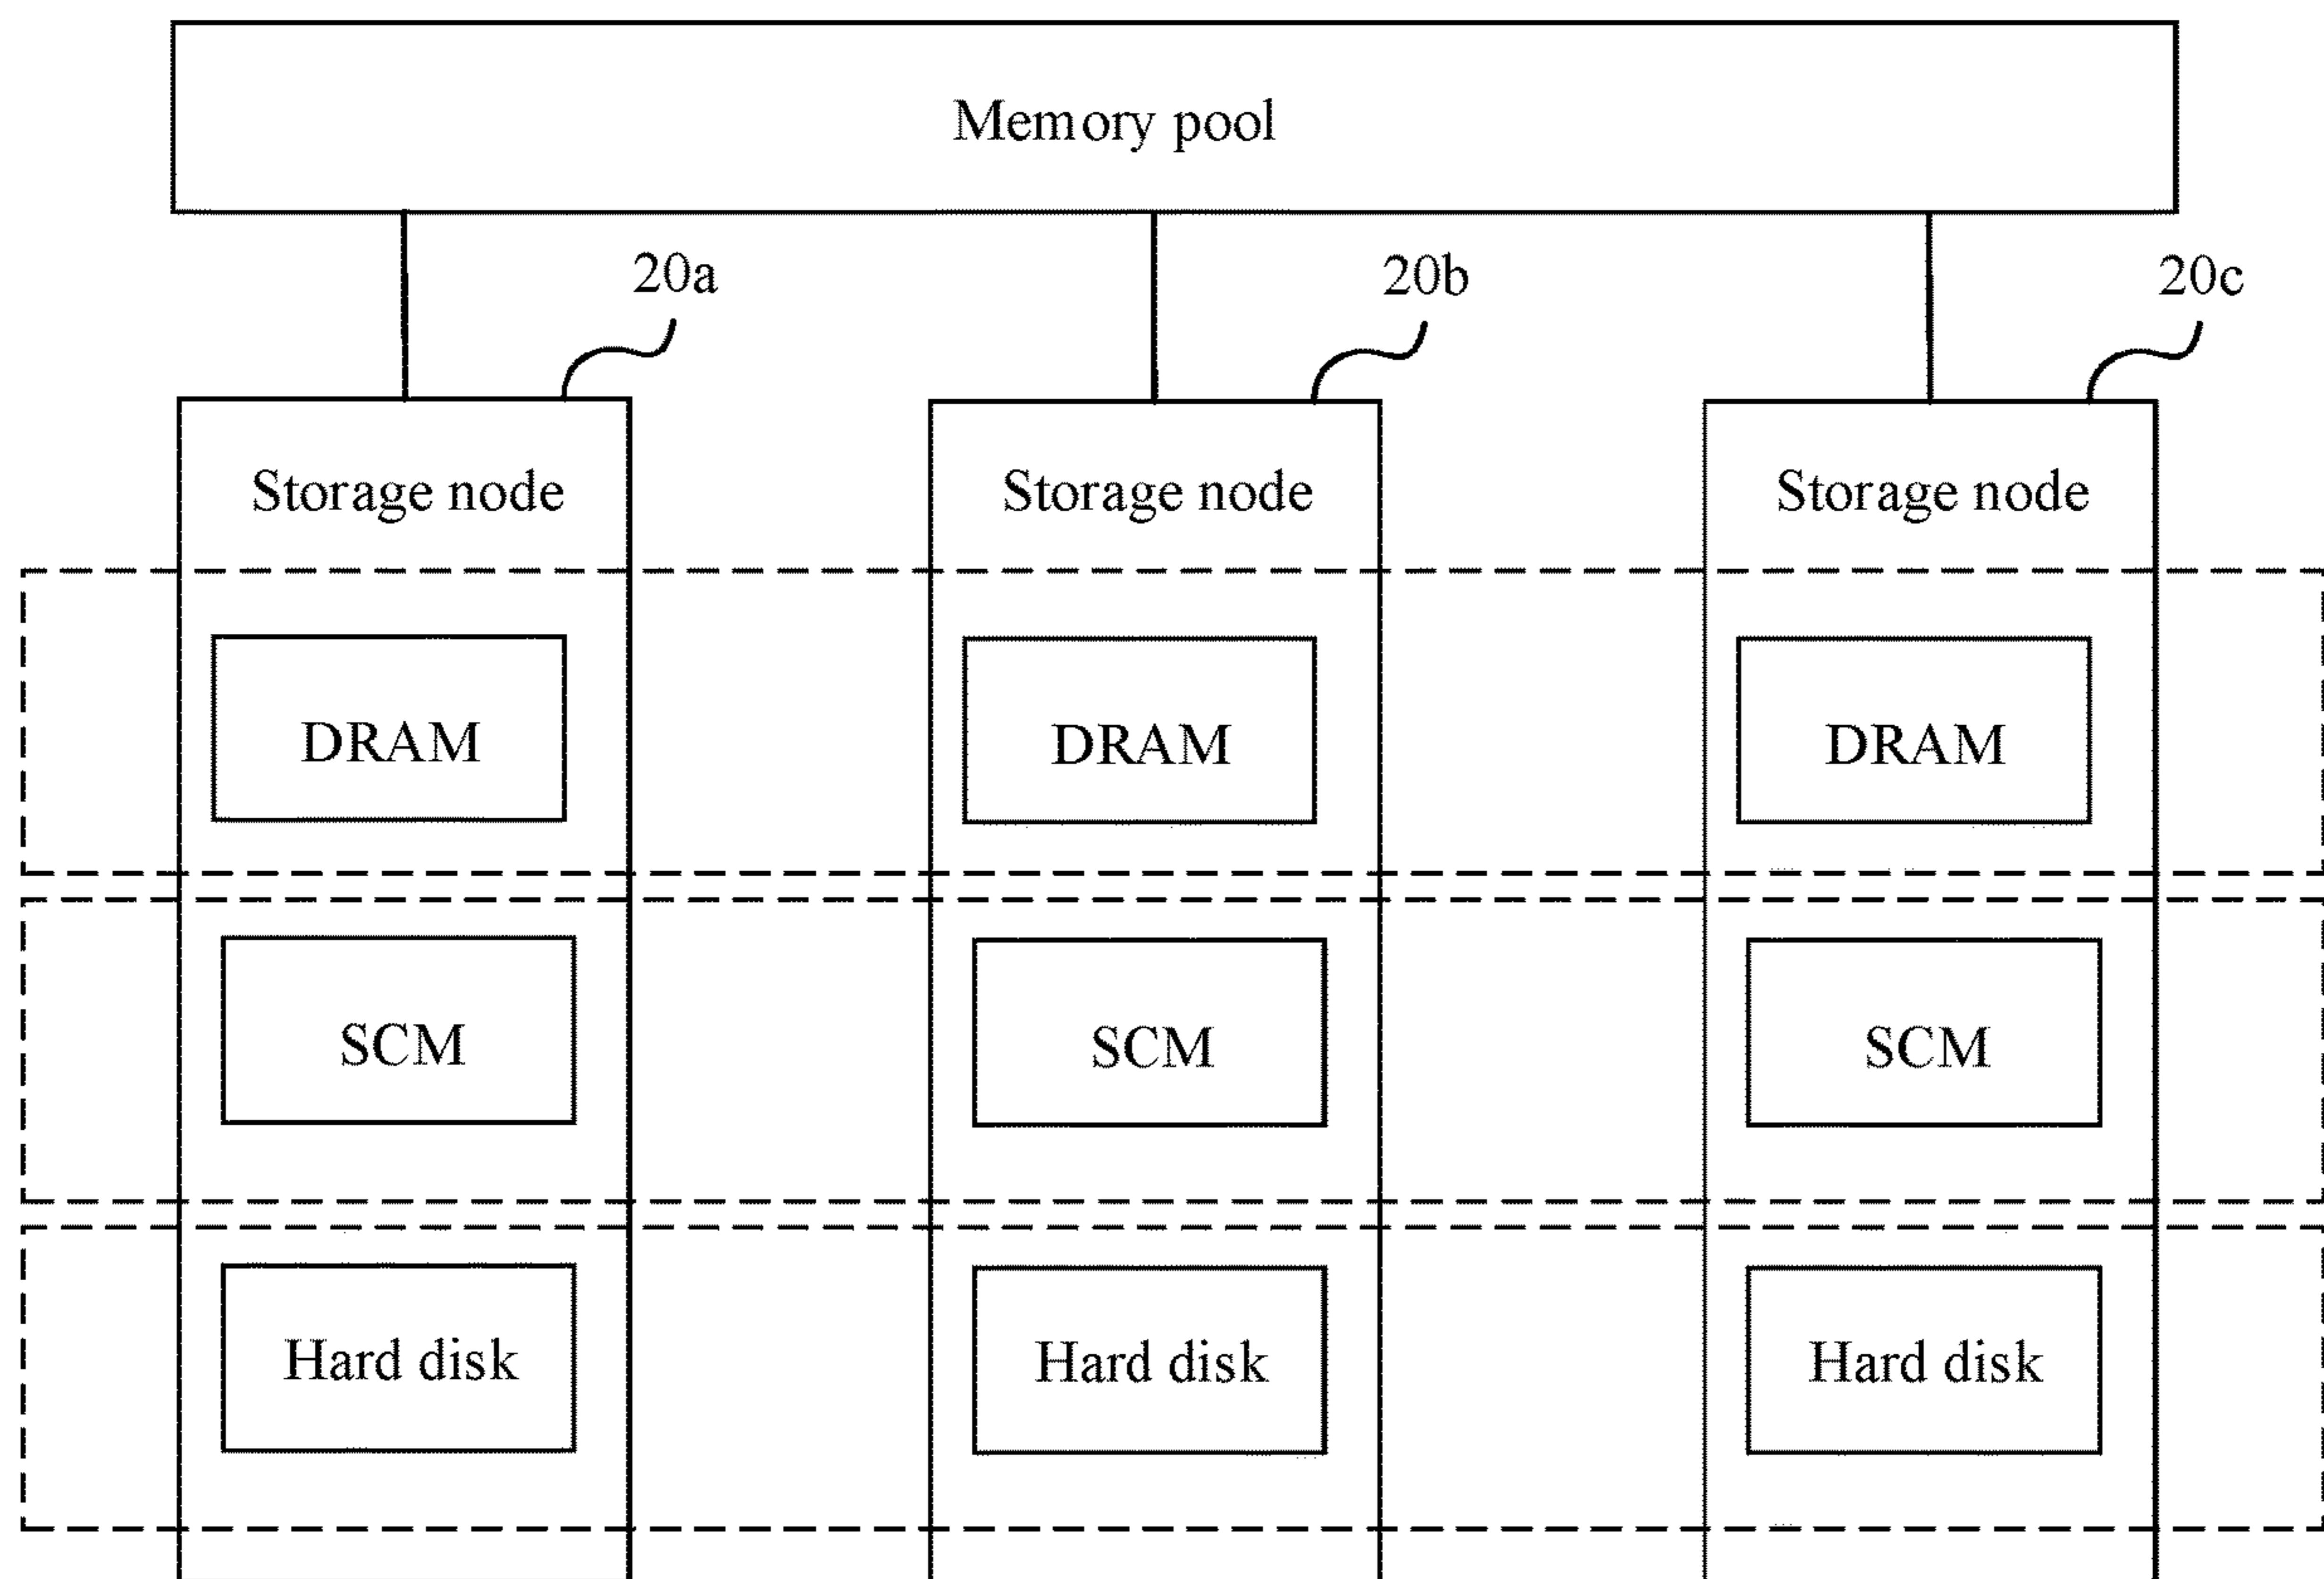 Memory pool
20a
20b
20c
Storage node
Storage node
Storage node
DRAM
DRAM
DRAM
SCM
SCM
SCM
Hard disk
Hard disk
Hard disk